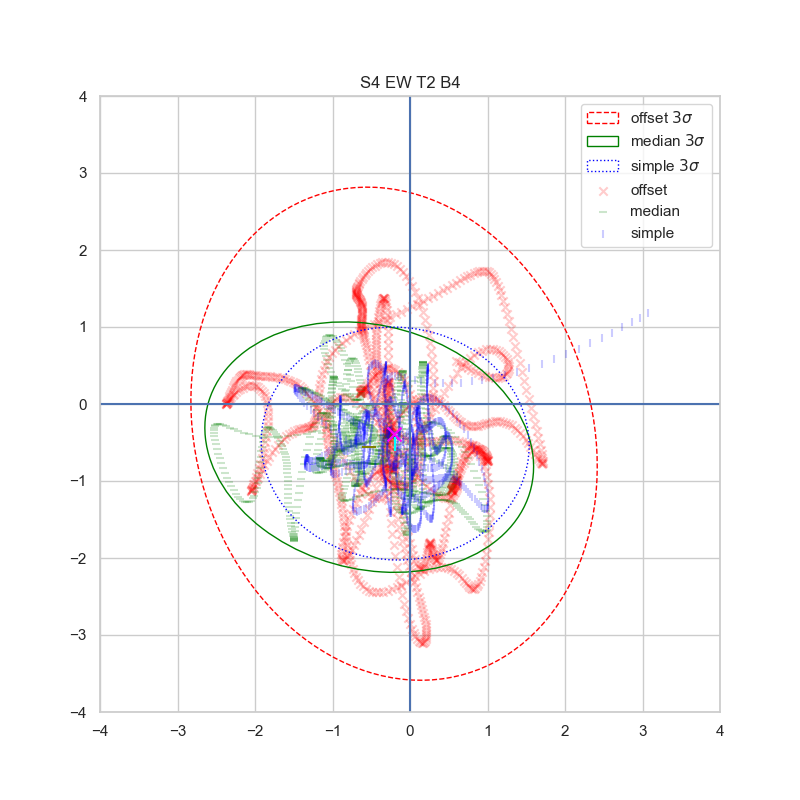 S4 EW T2 B4
offset 3σ
median 3σ
simple 3σ
offset
median
simple
4
3
2
1
0
−1
−2
−3
−4
−4 −3 −2 −1 0 1 2 3 4